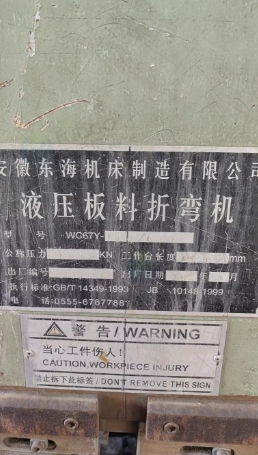 安徽东海机床制造有限公司
液压板料折弯机
型 号 WC67Y-
公称压力 KN 工作台长度 mm
出厂编号 出厂日期 年 月
执行标准:GB/T 14349-1993 JB 10148-1999
电 话:0555-6767788
警告/WARNING
当心工件伤人!
CAUTION,WORKPIECE INJURY
禁止拆下此标签/DON'T REMOVE THIS SIGN